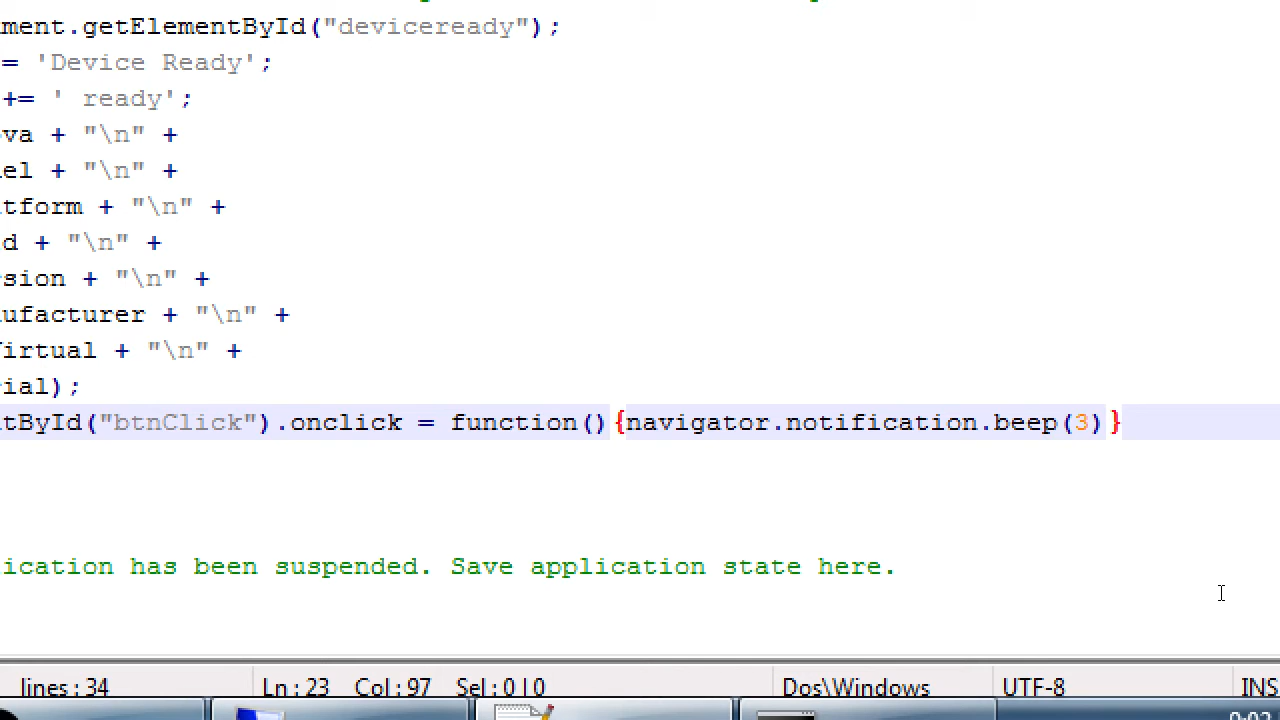 ment.getElementById("deviceready");
= 'Device Ready';
+= ' ready';
ova + "\n" +
el + "\n" +
tform + "\n" +
d + "\n" +
sion + "\n" +
ufacturer + "\n" +
irtual + "\n" +
ial);
tById("btnClick").onclick = function(){navigator.notification.beep(3)}
ication has been suspended. Save application state here.
lines : 34 Ln : 23 Col : 97 Sel : 0 | 0 Dos\Windows UTF-8 INS